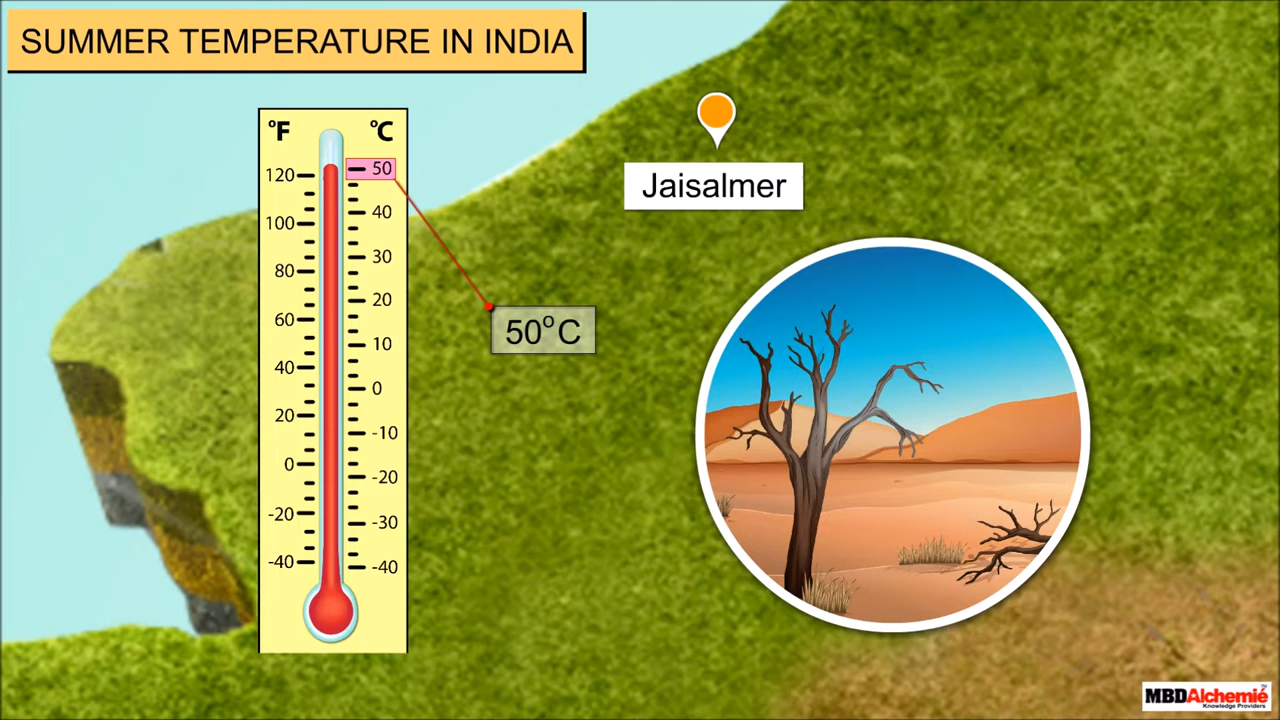 SUMMER TEMPERATURE IN INDIA
°F °C
120 50
100 40
80 30
60 20
40 10
20 0
0 -10
-20 -20
-40 -30
-40
50°C
Jaisalmer
MBDAlchemie
Knowledge Providers